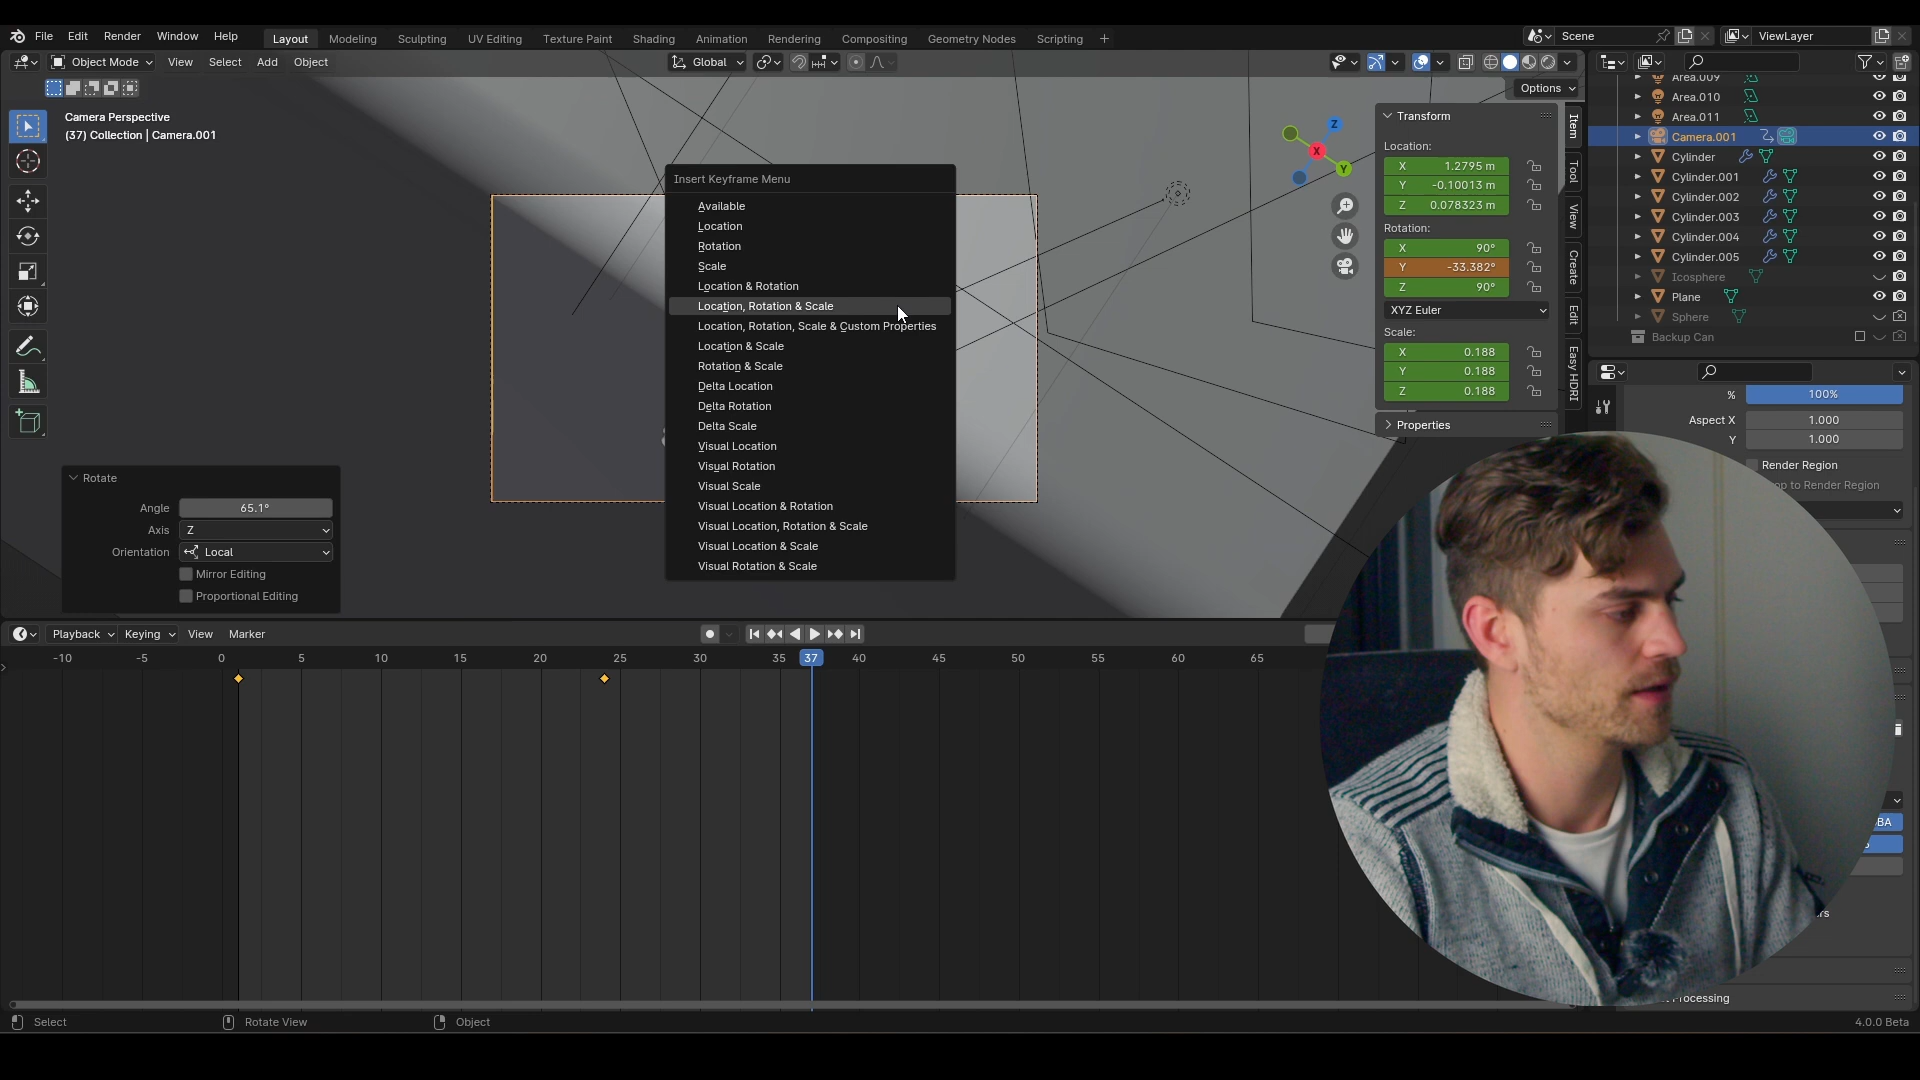 File Edit Render Window Help Layout Modeling Sculpting UV Editing Texture Paint Shading Animation Rendering Compositing Geometry Nodes Scripting + Scene ViewLayer
Object Mode View Select Add Object Global
Options
Camera Perspective
(37) Collection | Camera.001
Insert Keyframe Menu
Available
Location
Rotation
Scale
Location & Rotation
Location, Rotation & Scale
Location, Rotation, Scale & Custom Properties
Location & Scale
Rotation & Scale
Delta Location
Delta Rotation
Delta Scale
Visual Location
Visual Rotation
Visual Scale
Visual Location & Rotation
Visual Location, Rotation & Scale
Visual Location & Scale
Visual Rotation & Scale
Z
X
Y
Transform
Location:
X 1.2795 m
Y -0.10013 m
Z 0.078323 m
Rotation:
X 90°
Y -33.382°
Z 90°
XYZ Euler
Scale:
X 0.188
Y 0.188
Z 0.188
Properties
Item
Tool
View
Create
Edit
Easy HDRI
Area.009
Area.010
Area.011
Camera.001
Cylinder
Cylinder.001
Cylinder.002
Cylinder.003
Cylinder.004
Cylinder.005
Icosphere
Plane
Sphere
Backup Can
% 100%
Aspect X 1.000
Y 1.000
Render Region
op to Render Region
BA
rs
Processing
Rotate
Angle 65.1°
Axis Z
Orientation Local
Mirror Editing
Proportional Editing
Playback Keying View Marker
-10 -5 0 5 10 15 20 25 30 35 37 40 45 50 55 60 65
Select Rotate View Object 4.0.0 Beta